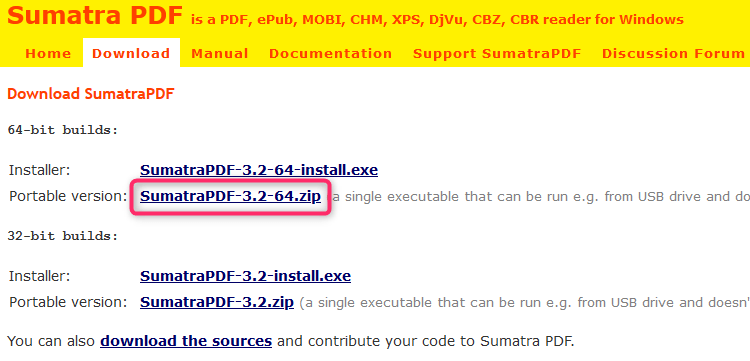 Sumatra PDF is a PDF, ePub, MOBI, CHM, XPS, DjVu, CBZ, CBR reader for Windows
Home Download Manual Documentation Support SumatraPDF Discussion Forum
Download SumatraPDF
64-bit builds:
Installer: SumatraPDF-3.2-64-install.exe
Portable version: SumatraPDF-3.2-64.zip (a single executable that can be run e.g. from USB drive and do
32-bit builds:
Installer: SumatraPDF-3.2-install.exe
Portable version: SumatraPDF-3.2.zip (a single executable that can be run e.g. from USB drive and doesn'
You can also download the sources and contribute your code to Sumatra PDF.